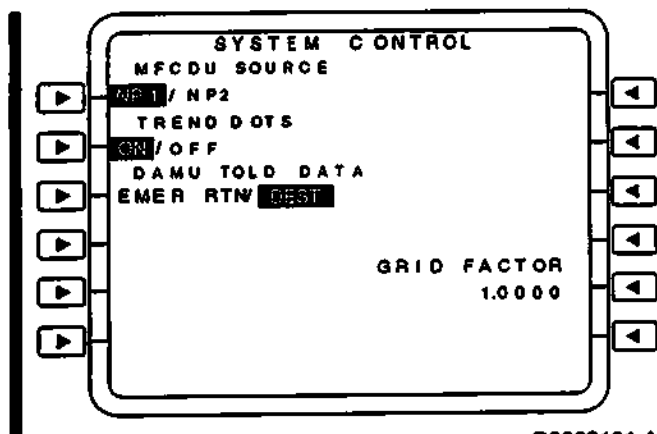 SYSTEM CONTROL
MFCDU SOURCE
NP1/NP2
TREND DOTS
ON/OFF
DAMU TOLD DATA
EMER RTN/DEST
GRID FACTOR
1.0000